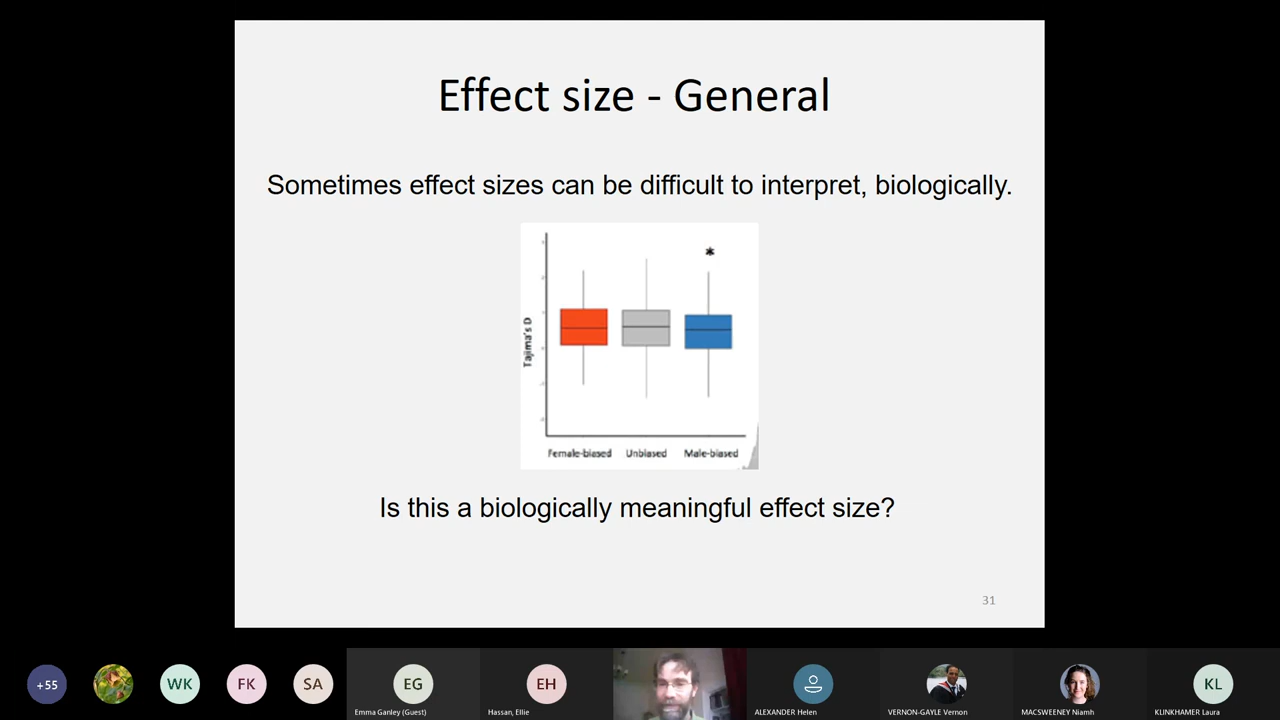 Effect size - General
Sometimes effect sizes can be difficult to interpret, biologically.
*
Tajima's D
Female-biased Unbiased Male-biased
Is this a biologically meaningful effect size?
31
+55 WK FK SA EG EH KL
Emma Ganley (Guest) Hassan, Ellie ALEXANDER Helen VERNON-GAYLE Vernon MACSWEENEY Niamh KLINKHAMER Laura